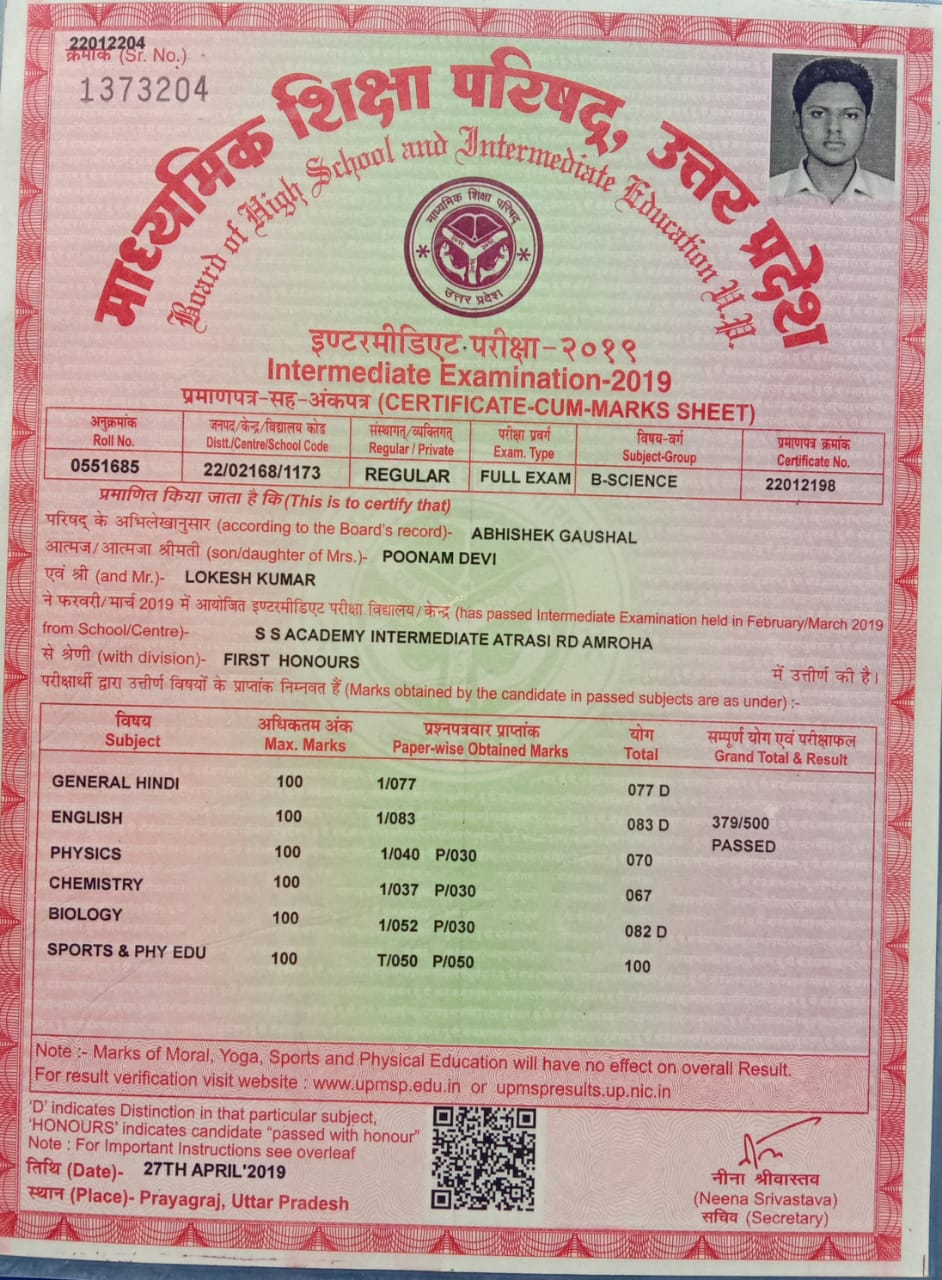 22012204
क्रमांक (Sr. No.)
1373204
माध्यमिक शिक्षा परिषद्, उत्तर प्रदेश
Board of High School and Intermediate Education U.P.
माध्यमिक शिक्षा परिषद्
उत्तर प्रदेश
इण्टरमीडिएट परीक्षा-२०१९
Intermediate Examination-2019
प्रमाणपत्र-सह-अंकपत्र (CERTIFICATE-CUM-MARKS SHEET)
अनुक्रमांक जनपद/केन्द्र/विद्यालय कोड संस्थागत्/व्यक्तिगत् परीक्षा प्रवर्ग विषय-वर्ग प्रमाणपत्र क्रमांक
Roll No. Distt./Centre/School Code Regular / Private Exam. Type Subject-Group Certificate No.
0551685 22/02168/1173 REGULAR FULL EXAM B-SCIENCE 22012198
प्रमाणित किया जाता है कि (This is to certify that)
परिषद् के अभिलेखानुसार (according to the Board's record)- ABHISHEK GAUSHAL
आत्मज/आत्मजा श्रीमती (son/daughter of Mrs.)- POONAM DEVI
एवं श्री (and Mr.)- LOKESH KUMAR
ने फरवरी/मार्च 2019 में आयोजित इण्टरमीडिएट परीक्षा विद्यालय/केन्द्र (has passed Intermediate Examination held in February/March 2019
from School/Centre)- S S ACADEMY INTERMEDIATE ATRASI RD AMROHA
से श्रेणी (with division)- FIRST HONOURS में उत्तीर्ण की है।
परीक्षार्थी द्वारा उत्तीर्ण विषयों के प्राप्तांक निम्नवत हैं (Marks obtained by the candidate in passed subjects are as under) :-
विषय अधिकतम अंक प्रश्नपत्रवार प्राप्तांक योग सम्पूर्ण योग एवं परीक्षाफल
Subject Max. Marks Paper-wise Obtained Marks Total Grand Total & Result
GENERAL HINDI 100 1/077 077 D
ENGLISH 100 1/083 083 D 379/500
PASSED
PHYSICS 100 1/040 P/030 070
CHEMISTRY 100 1/037 P/030 067
BIOLOGY 100 1/052 P/030 082 D
SPORTS & PHY EDU 100 T/050 P/050 100
Note :- Marks of Moral, Yoga, Sports and Physical Education will have no effect on overall Result.
For result verification visit website : www.upmsp.edu.in or upmspresults.up.nic.in
'D' indicates Distinction in that particular subject,
'HONOURS' indicates candidate "passed with honour"
Note : For Important Instructions see overleaf
तिथि (Date)- 27TH APRIL'2019
स्थान (Place)- Prayagraj, Uttar Pradesh
नीना श्रीवास्तव
(Neena Srivastava)
सचिव (Secretary)